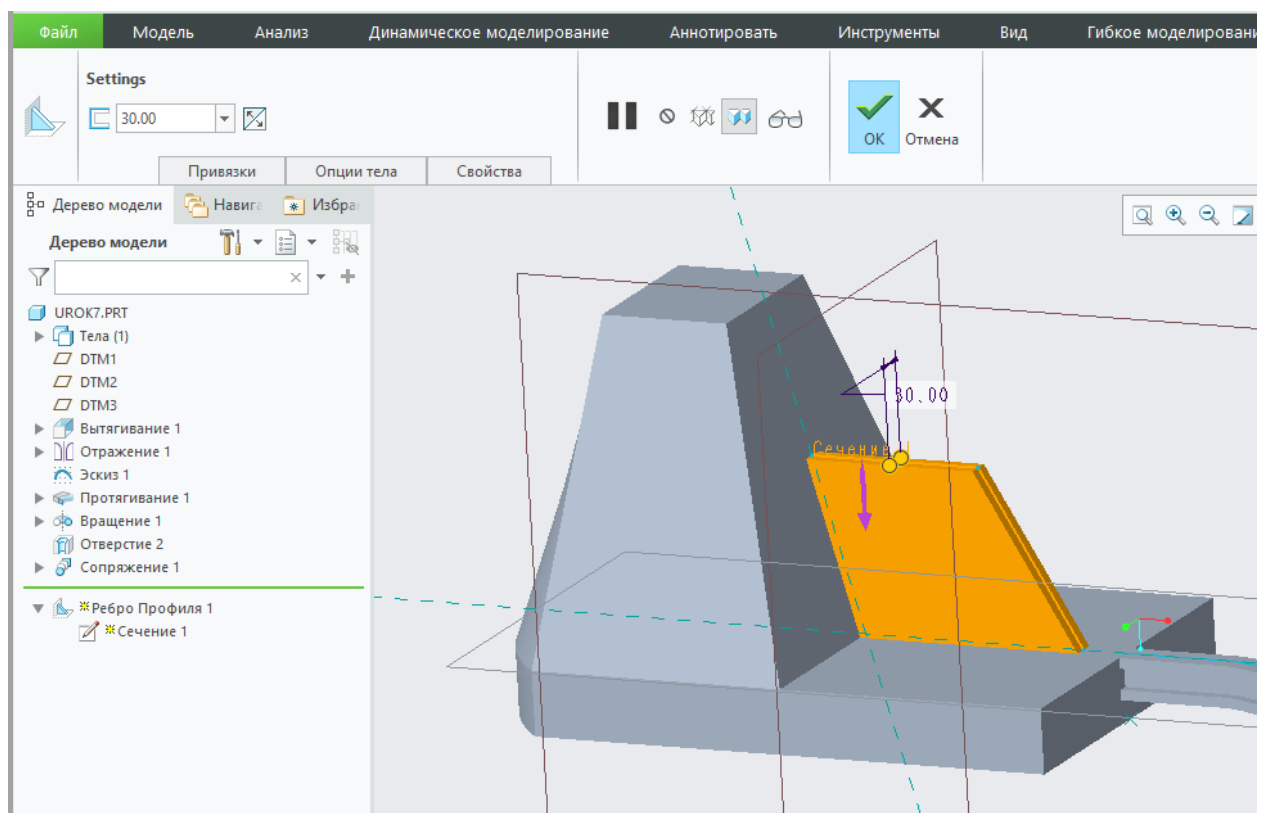 Файл Модель Анализ Динамическое моделирование Аннотировать Инструменты Вид Гибкое
Settings
30.00
OK Отмена
Привязки Опции тела Свойства
Дерево модели Избра
Дерево модели
UROK7.PRT
Тела (1)
DTM1
DTM2
DTM3
Вытягивание 1
Отражение 1
Эскиз 1
Протягивание 1
Вращение 1
Отверстие 2
Сопряжение 1
Ребро Профиля 1
Сечение 1
30.00
Сечение 1